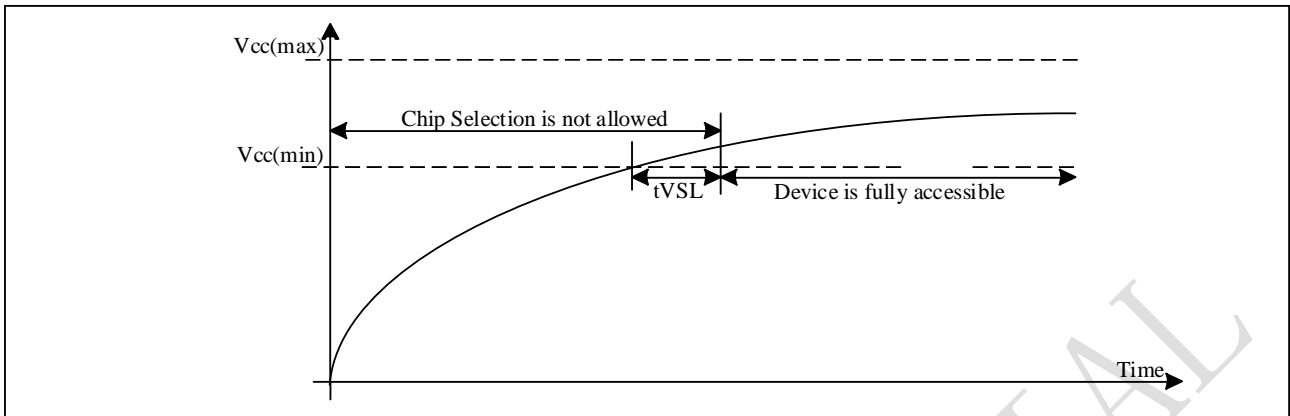 Vcc(max)
Chip Selection is not allowed
Vcc(min)
tVSL
Device is fully accessible
Time